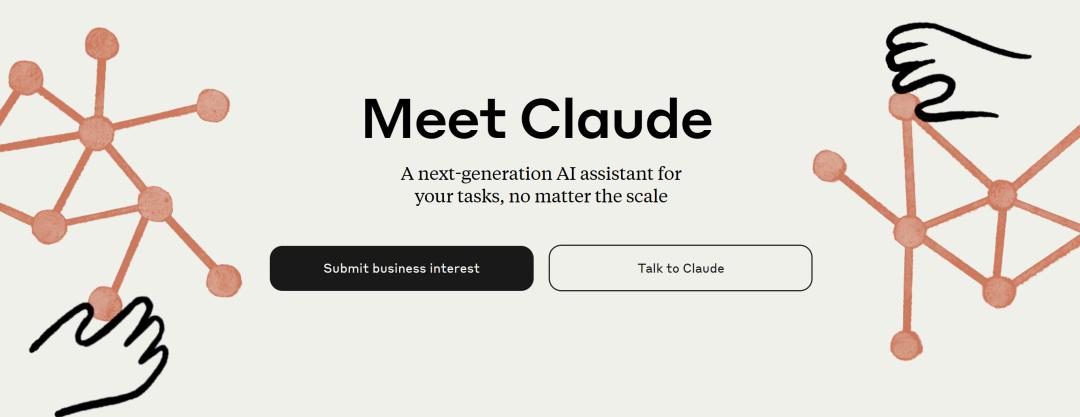 Meet Claude
A next-generation AI assistant for
your tasks, no matter the scale
Submit business interest
Talk to Claude